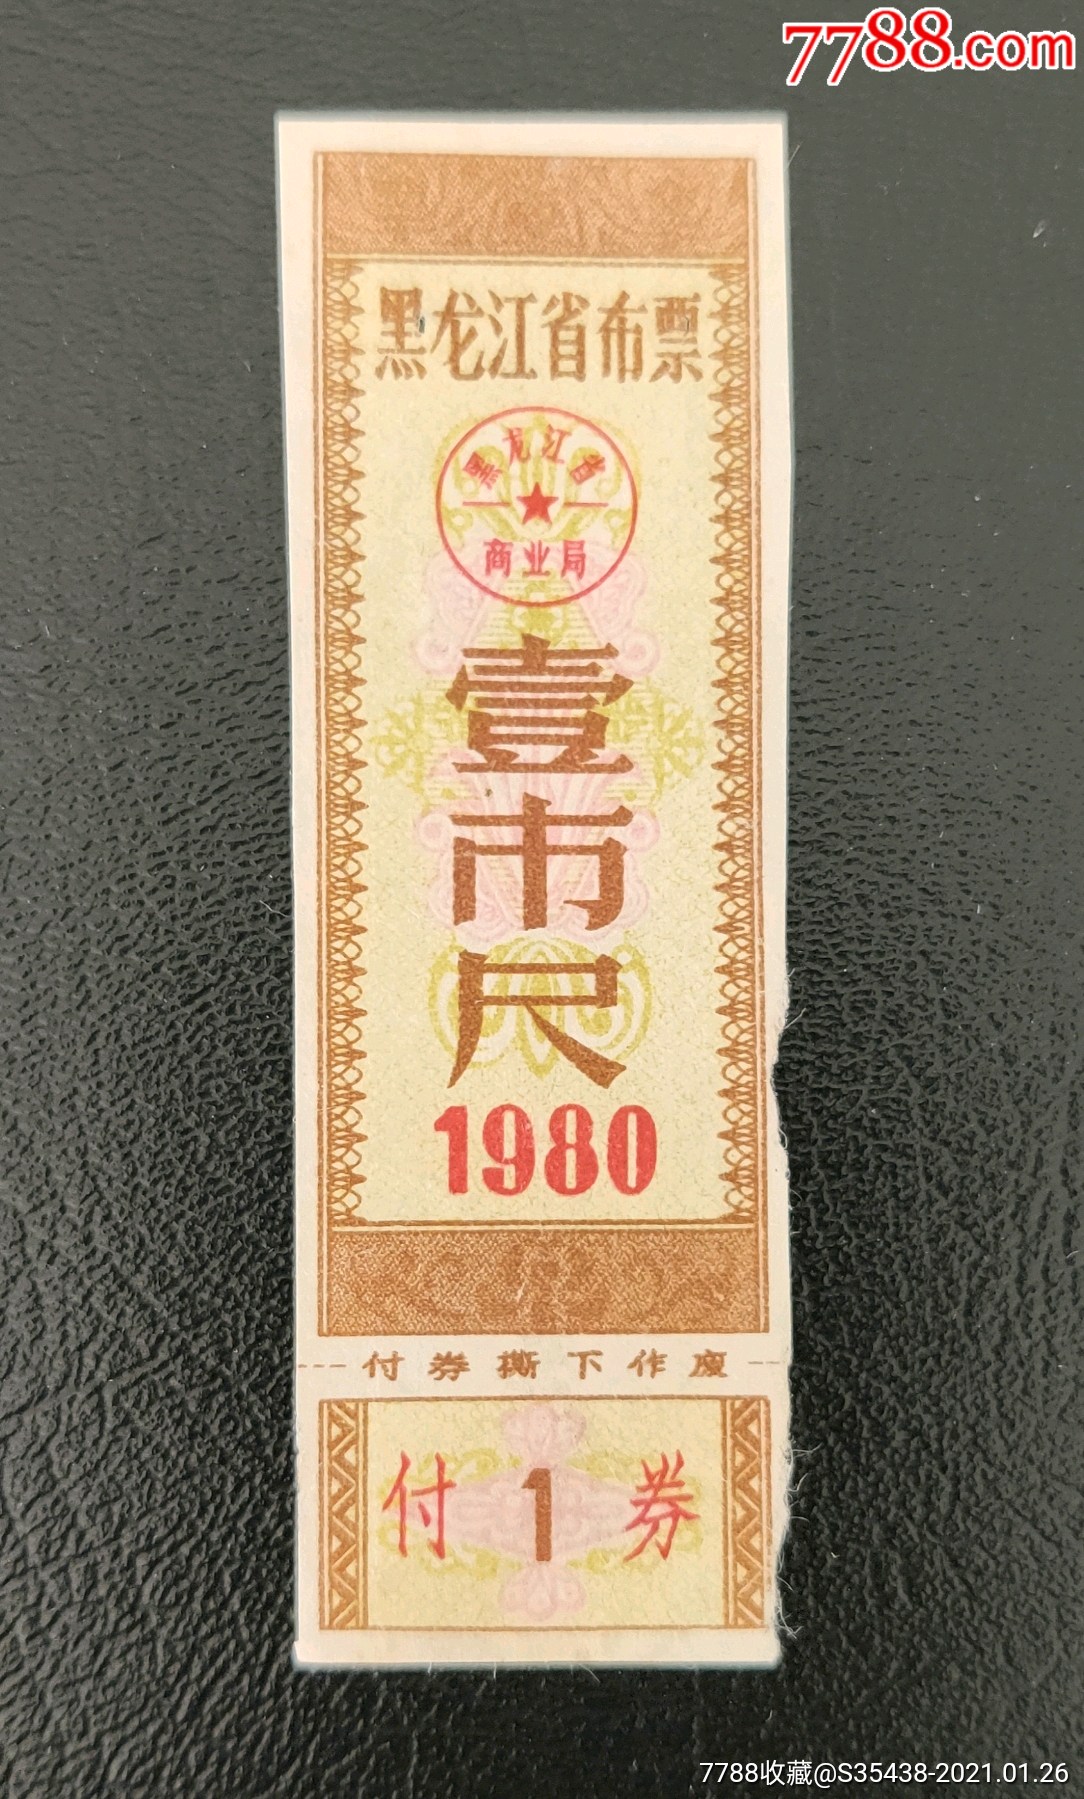 7788.com
黑龙江省布票
黑龙江省
商业局
壹市尺
1980
付券撕下作废
付 1 券
7788收藏@S35438-2021.01.26